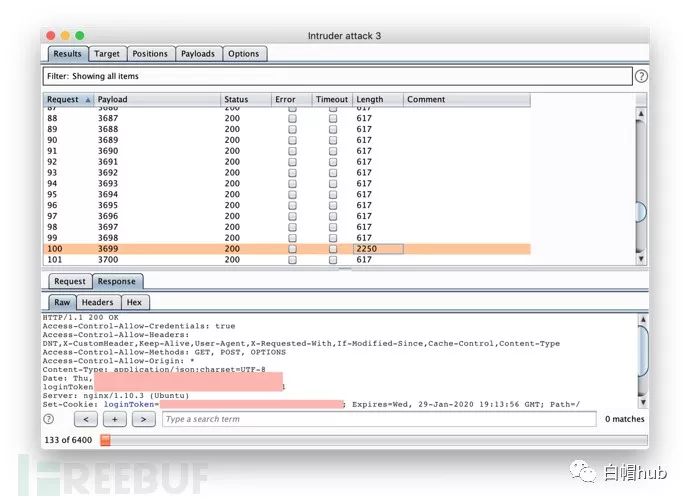 Intruder attack 3
Results Target Positions Payloads Options
Filter: Showing all items
Request Payload Status Error Timeout Length Comment
87 3686 200 617
88 3687 200 617
89 3688 200 617
90 3689 200 617
91 3690 200 617
92 3691 200 617
93 3692 200 617
94 3693 200 617
95 3694 200 617
96 3695 200 617
97 3696 200 617
98 3697 200 617
99 3698 200 617
100 3699 200 2250
101 3700 200 617
Request Response
Raw Headers Hex
HTTP/1.1 200 OK
Access-Control-Allow-Credentials: true
Access-Control-Allow-Headers:
DNT,X-CustomHeader,Keep-Alive,User-Agent,X-Requested-With,If-Modified-Since,Cache-Control,Content-Type
Access-Control-Allow-Methods: GET, POST, OPTIONS
Access-Control-Allow-Origin: *
Content-Type: application/json;charset=UTF-8
Date: Thu,
loginToken
Server: nginx/1.10.3 (Ubuntu)
Set-Cookie: loginToken= ; Expires=Wed, 29-Jan-2020 19:13:56 GMT; Path=/
? < + > Type a search term 0 matches
133 of 6400
FREEBUF
白帽hub